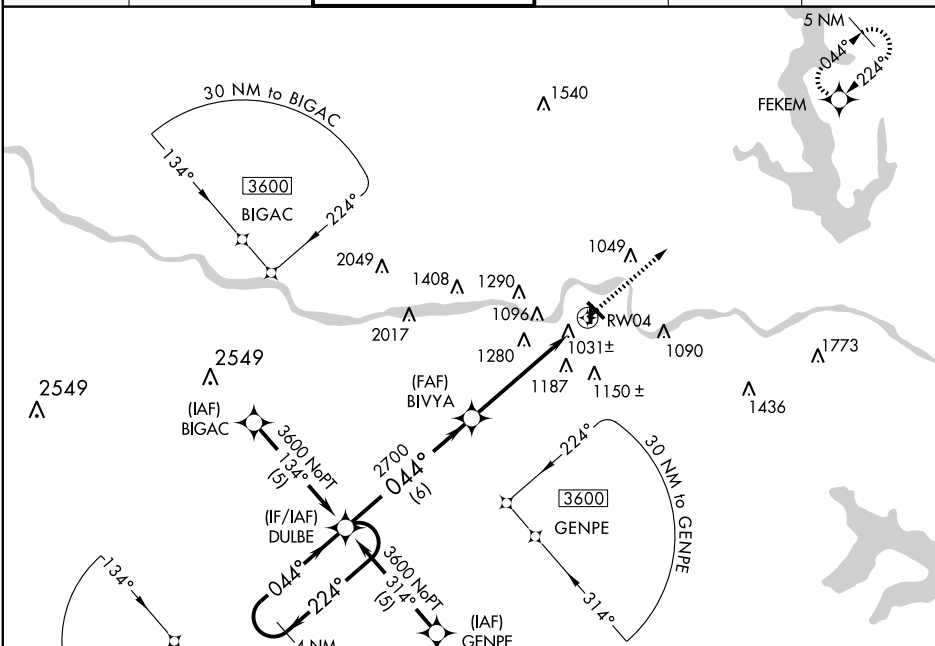 5 NM
044°
224°
FEKEM
30 NM to BIGAC
134°
3600
BIGAC
224°
1540
2049
1408
1290
1049
2017
1096
RW04
1280
1031±
1090
1773
1187
1150 ±
1436
2549
2549
(IAF)
BIGAC
3600 NoPT
134°
(5)
(FAF)
BIVYA
2700
044°
(6)
(IF/IAF)
DULBE
044°
224°
4 NM
3600 NoPT
314°
(5)
(IAF)
GENPE
224°
30 NM to GENPE
3600
GENPE
314°
134°